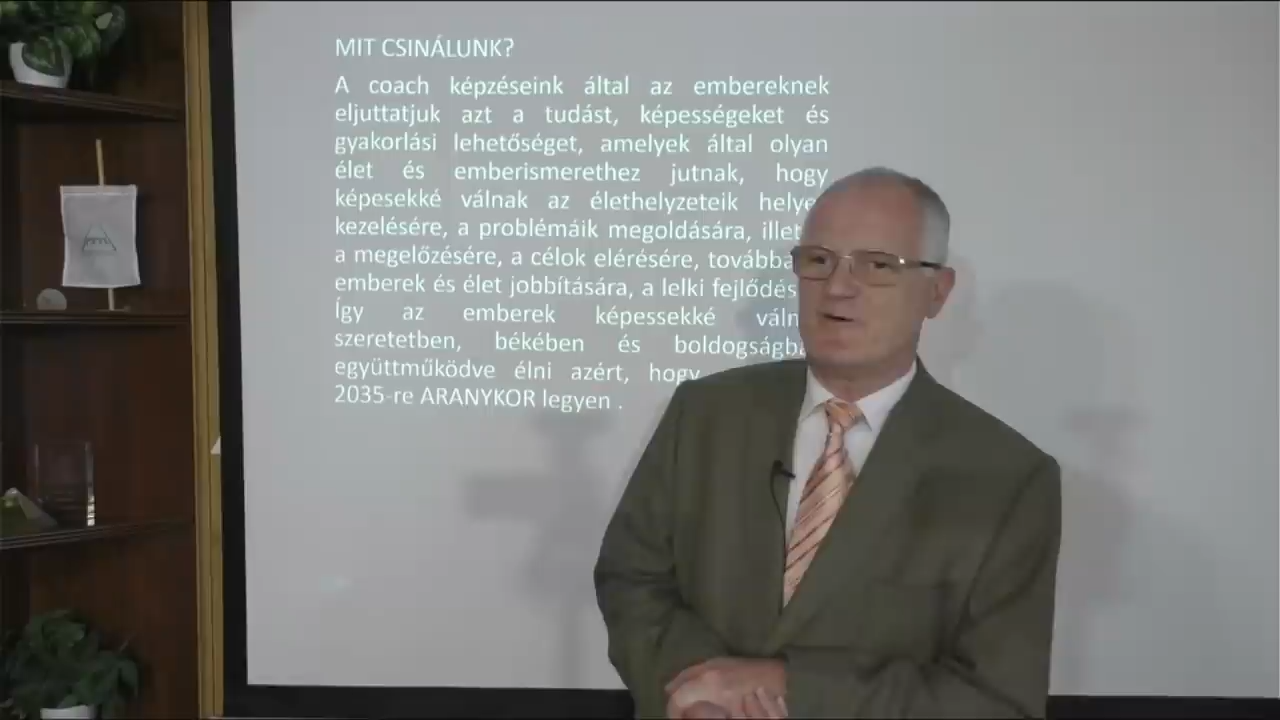 MIT CSINÁLUNK?
A coach képzéseink által az embereknek
eljuttatjuk azt a tudást, képességeket és
gyakorlási lehetőséget, amelyek által olyan
élet és emberismerethez jutnak, hogy
képesekké válnak az élethelyzeteik
kezelésére, a problémáik megoldására,
a megelőzésére, a célok elérésére,
emberek és élet jobbítására, a lelki
Így az emberek képessekké
szeretetben, békében és
együttműködve élni azért, hogy
2035-re ARANYKOR legyen .